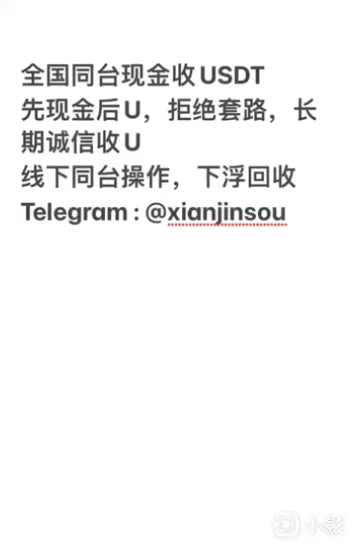 全国同台现金收USDT
先现金后U，拒绝套路，长
期诚信收U
线下同台操作，下浮回收
Telegram : @xianjinsou
小影